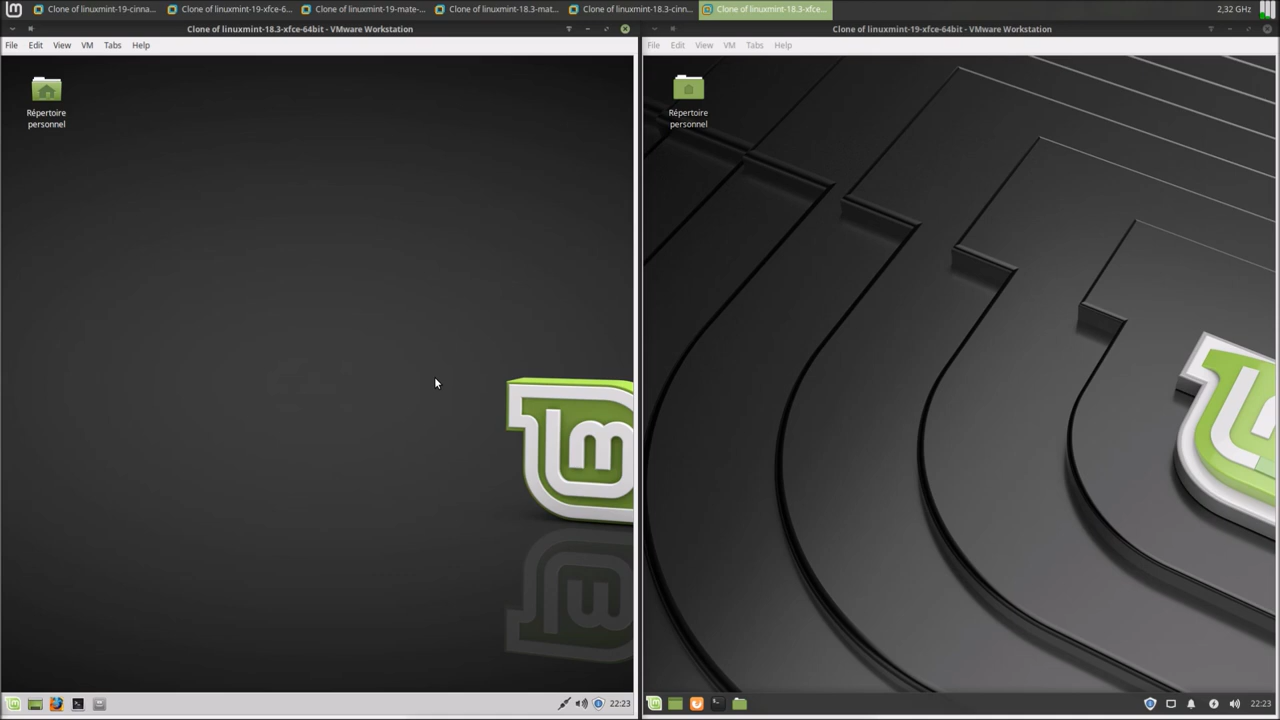 Clone of linuxmint-19-cinna... Clone of linuxmint-19-xfce-6... Clone of linuxmint-19-mate-... Clone of linuxmint-18.3-mat... Clone of linuxmint-18.3-cinn... Clone of linuxmint-18.3-xfce... 2,32 GHz
Clone of linuxmint-18.3-xfce-64bit - VMware Workstation
File Edit View VM Tabs Help
Répertoire
personnel
22:23
Clone of linuxmint-19-xfce-64bit - VMware Workstation
File Edit View VM Tabs Help
Répertoire
personnel
22:23